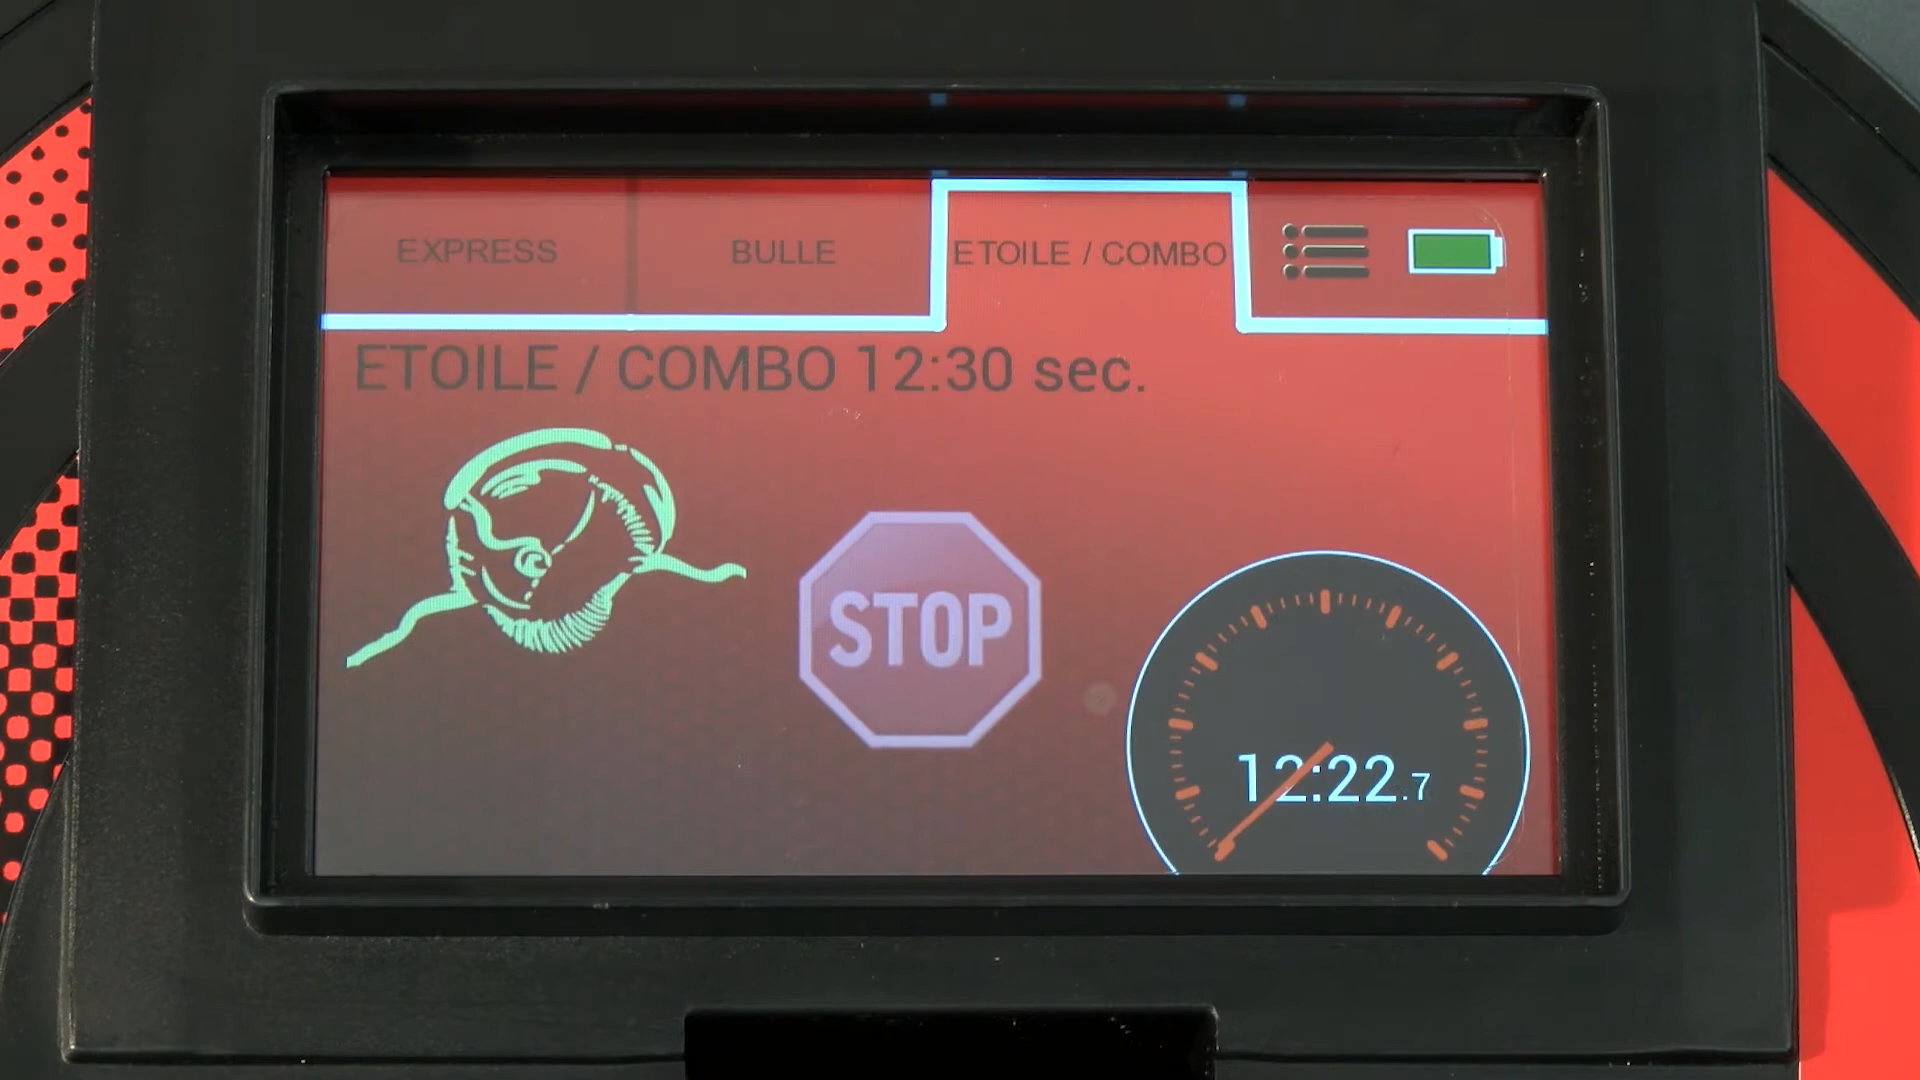 EXPRESS
BULLE
ETOILE / COMBO
ETOILE / COMBO 12:30 sec.
STOP
12:22.7